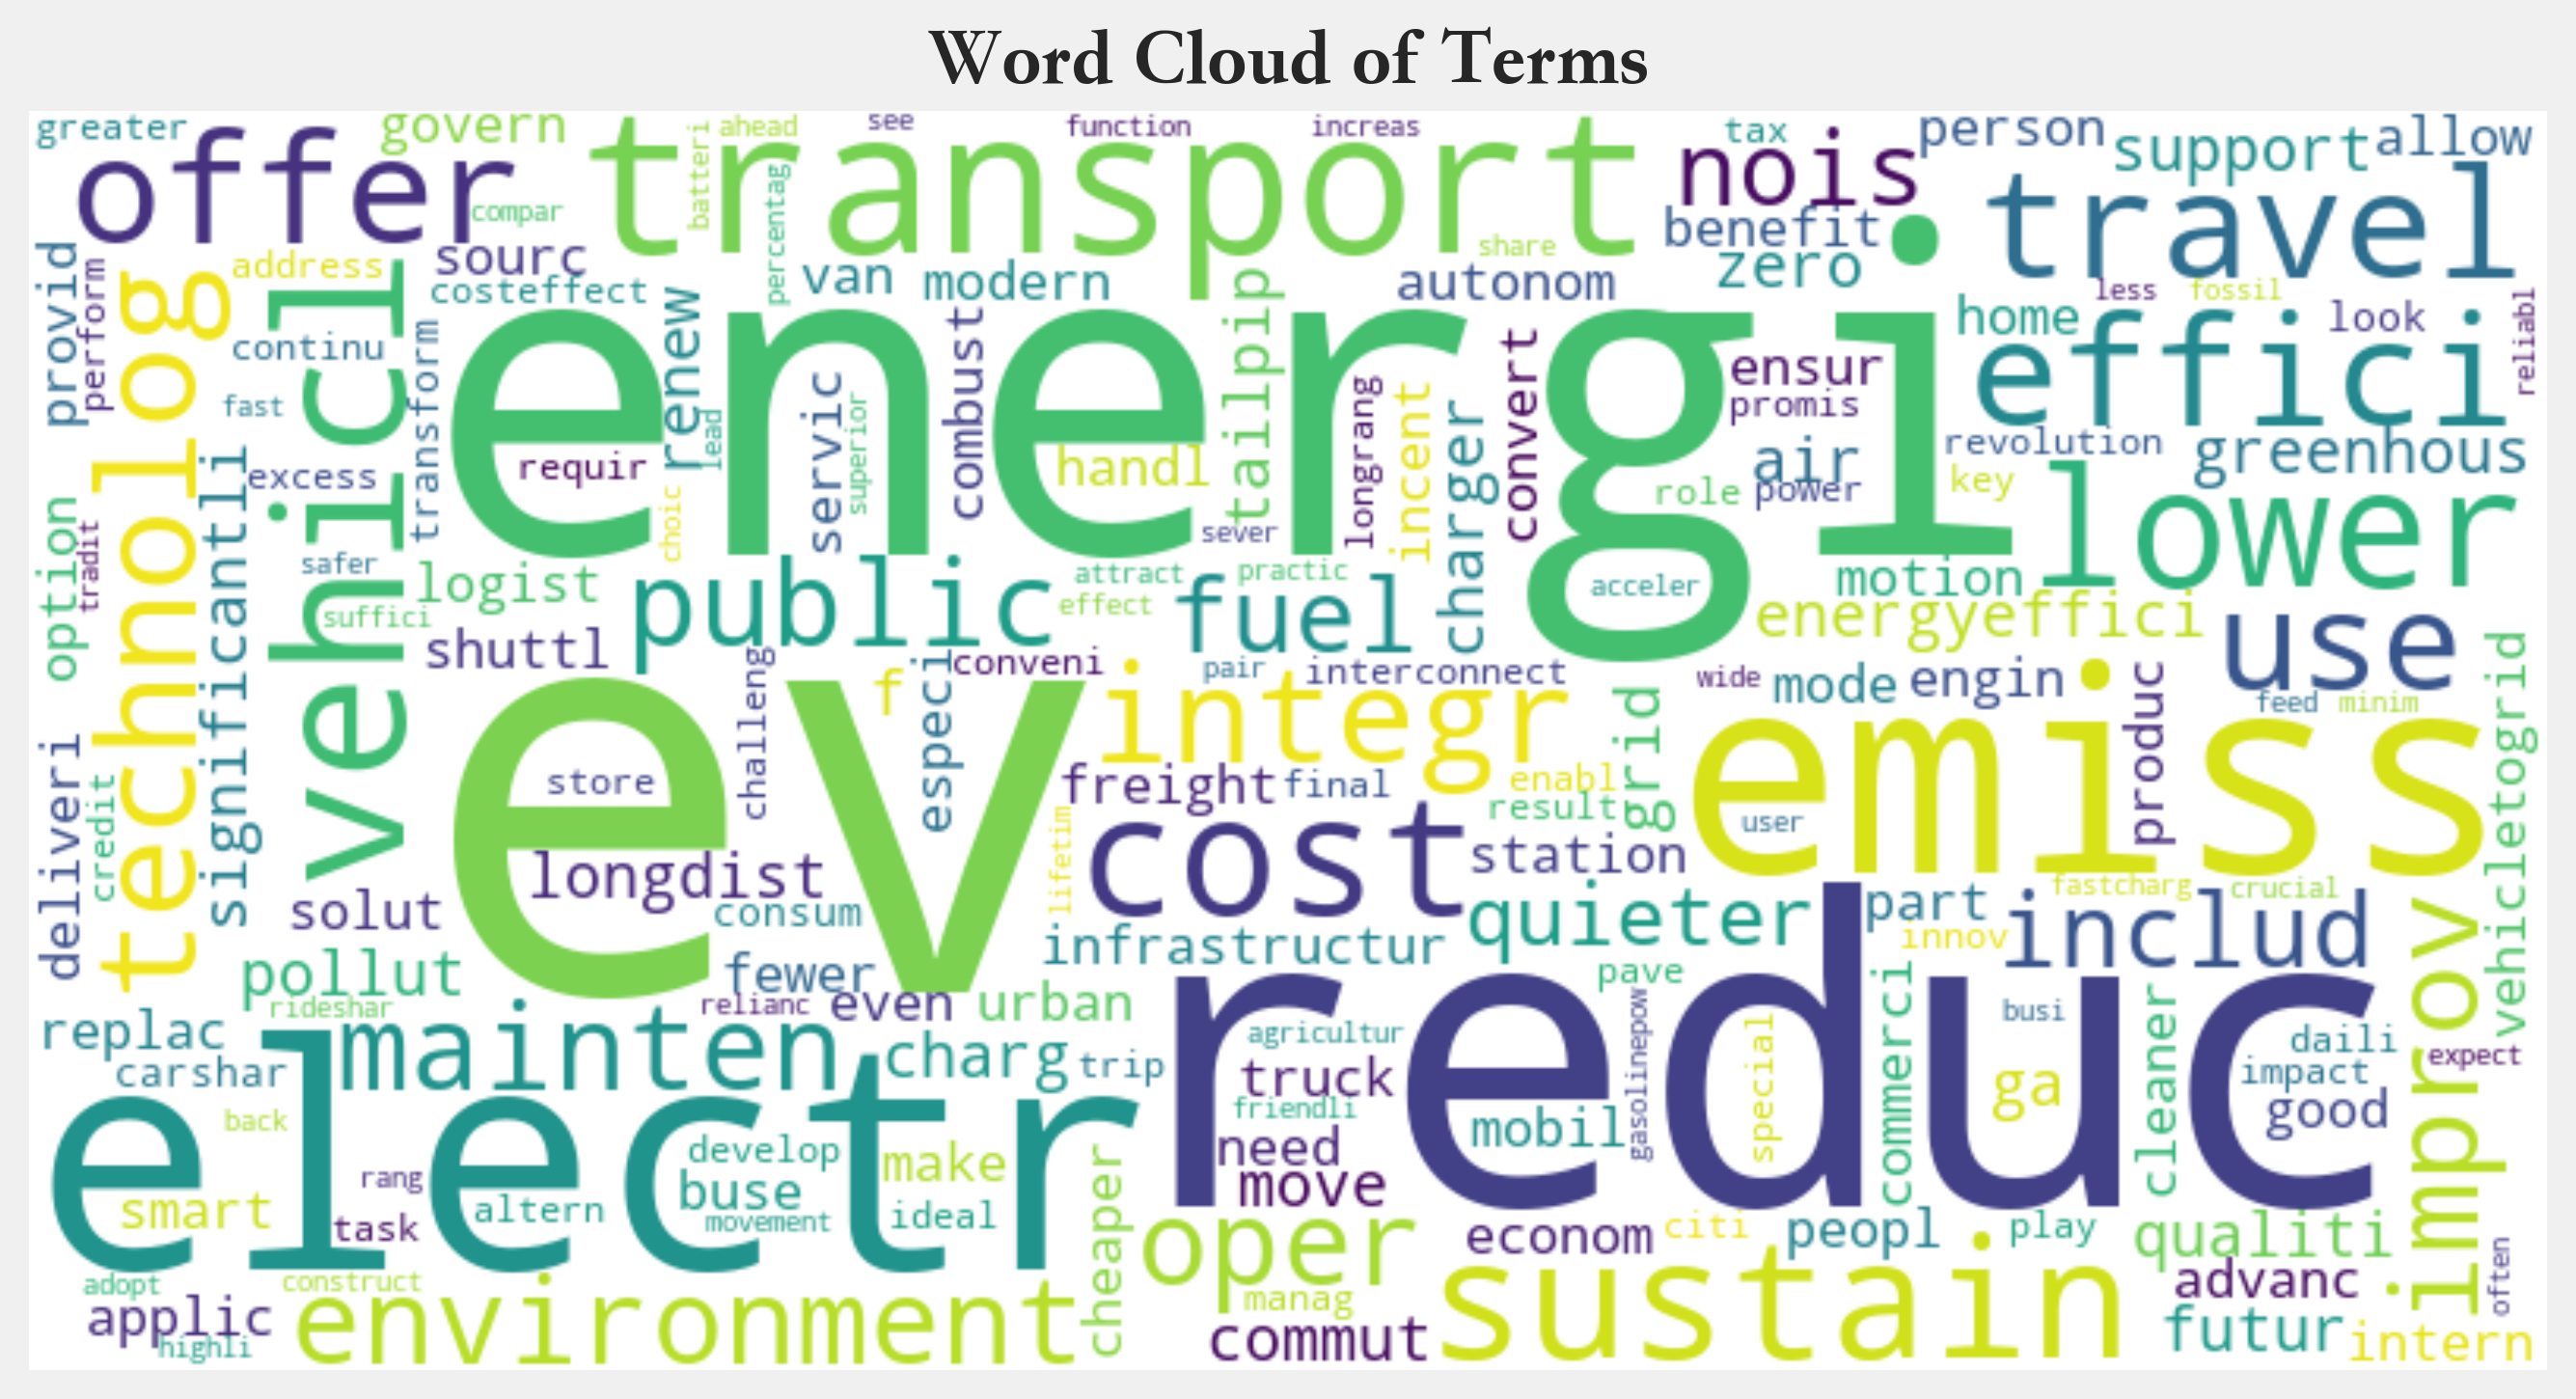 Word Cloud of Terms
greater
govern
ahead
see
function
increas
tax
person
support
allow
offer
transport
batteri
nois
travel
compar
percentag
share
benefit
zero
provid
perform
address
sourc
costeffect
van
modern
autonom
home
less
fossil
look
reliabl
technolog
vehicl
continu
transform
renew
energi
tailpip
combust
convert
ensur
promis
effici
fast
lead
servic
superior
longrang
incent
charger
air
power
revolution
greenhous
excess
requir
handl
role
key
lower
option
tradit
significantli
choic
sever
safer
logist
suffici
public
attract
practic
effect
fuel
acceler
motion
energyeffici
use
shuttl
challeng
especi
conveni
f
pair
interconnect
integr
grid
wide
mode
engin
produc
feed
minim
vehicletogrid
deliveri
credit
ev
store
freight
final
enabl
result
emiss
user
longdist
lifetim
cost
station
solut
consum
quieter
part
fastcharg
crucial
innov
includ
improv
pollut
fewer
infrastructur
pave
rideshar
relianc
even
urban
reduc
replac
mainten
charg
trip
agricultur
gasolinepow
special
commerci
busi
cleaner
daili
expect
carshar
truck
friendli
mobil
ga
impact
good
back
electr
develop
make
need
move
rang
smart
altern
buse
movement
ideal
task
cheaper
oper
econom
citi
peopl
play
qualiti
adopt
construct
applic
highli
environment
manag
commut
sustain
advanc
often
futur
intern